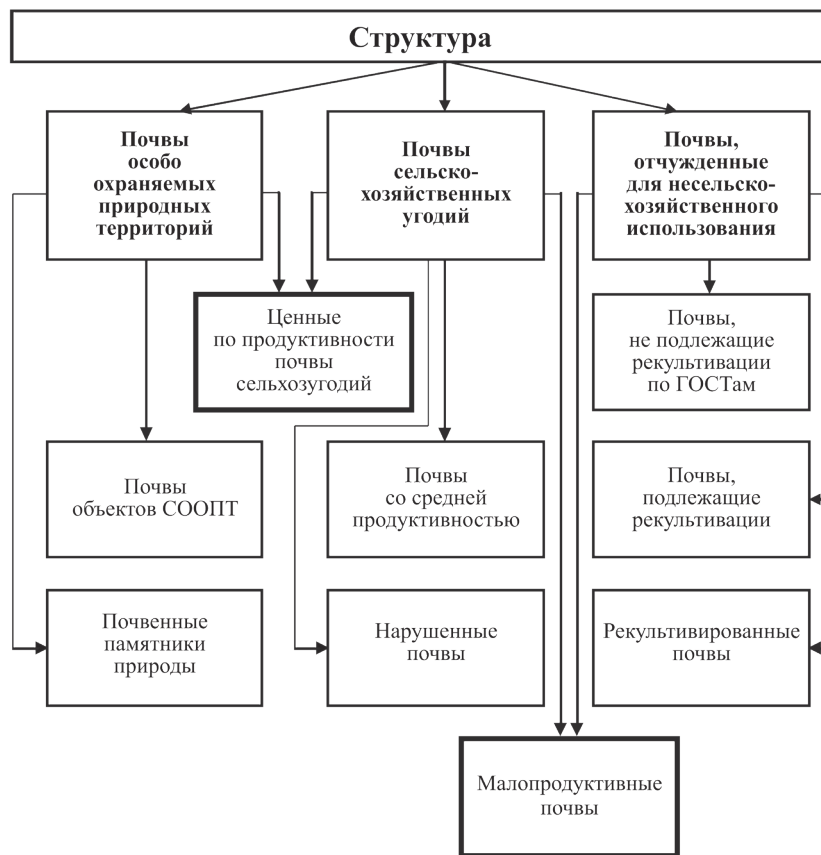 Структура
Почвы
особо
охраняемых
природных
территорий
Почвы
сельско-
хозяйственных
угодий
Почвы,
отчужденные
для несельско-
хозяйственного
использования
Ценные
по продуктивности
почвы
сельхозугодий
Почвы,
не подлежащие
рекультивации
по ГОСТам
Почвы
объектов СООПТ
Почвы
со средней
продуктивностью
Почвы,
подлежащие
рекультивации
Почвенные
памятники
природы
Нарушенные
почвы
Рекультивированные
почвы
Малопродуктивные
почвы